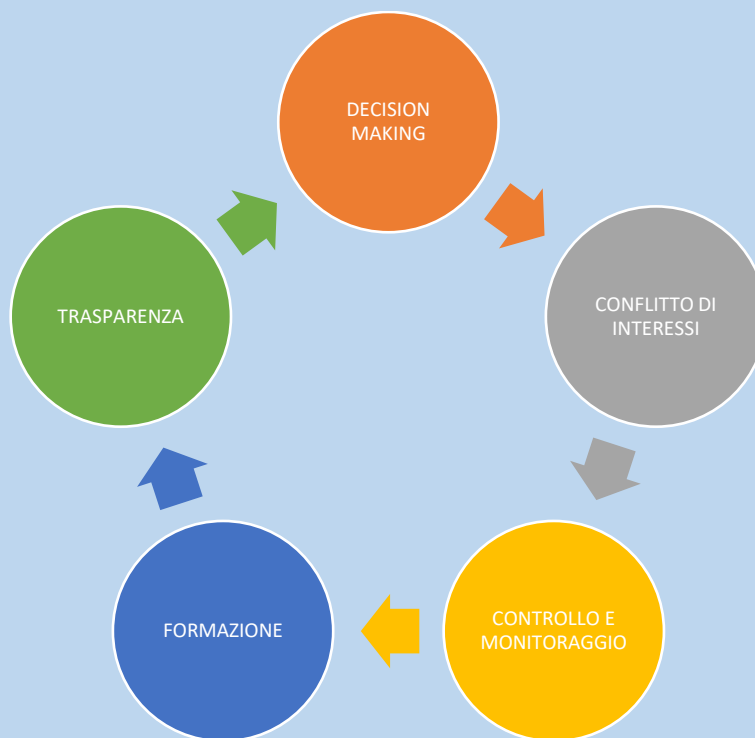 DECISION
MAKING
CONFLITTO DI
INTERESSI
CONTROLLO E
MONITORAGGIO
FORMAZIONE
TRASPARENZA